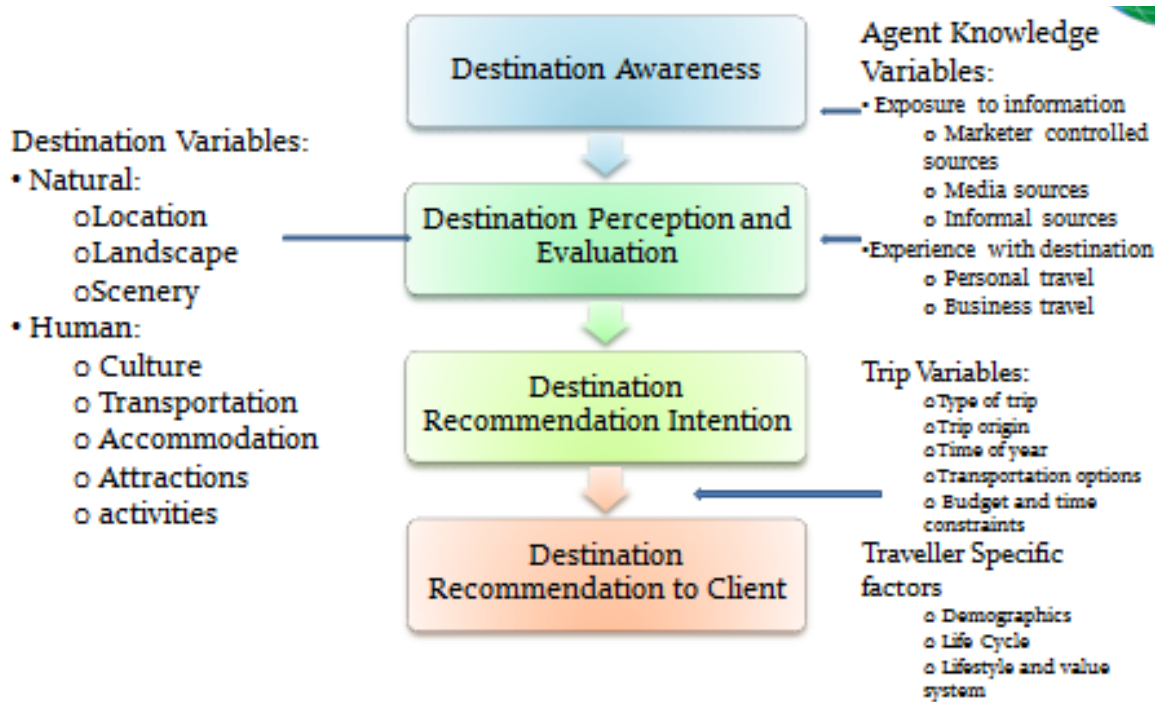 Destination Awareness
Destination Perception and
Evaluation
Destination
Recommendation Intention
Destination
Recommendation to Client
Destination Variables:
• Natural:
oLocation
oLandscape
oScenery
• Human:
o Culture
o Transportation
o Accommodation
o Attractions
o activities
Agent Knowledge
Variables:
• Exposure to information
o Marketer controlled
sources
o Media sources
o Informal sources
•Experience with destination
o Personal travel
o Business travel
Trip Variables:
oType of trip
oTrip origin
oTime of year
oTransportation options
o Budget and time
constraints
Traveller Specific
factors
o Demographics
o Life Cycle
o Lifestyle and value
system